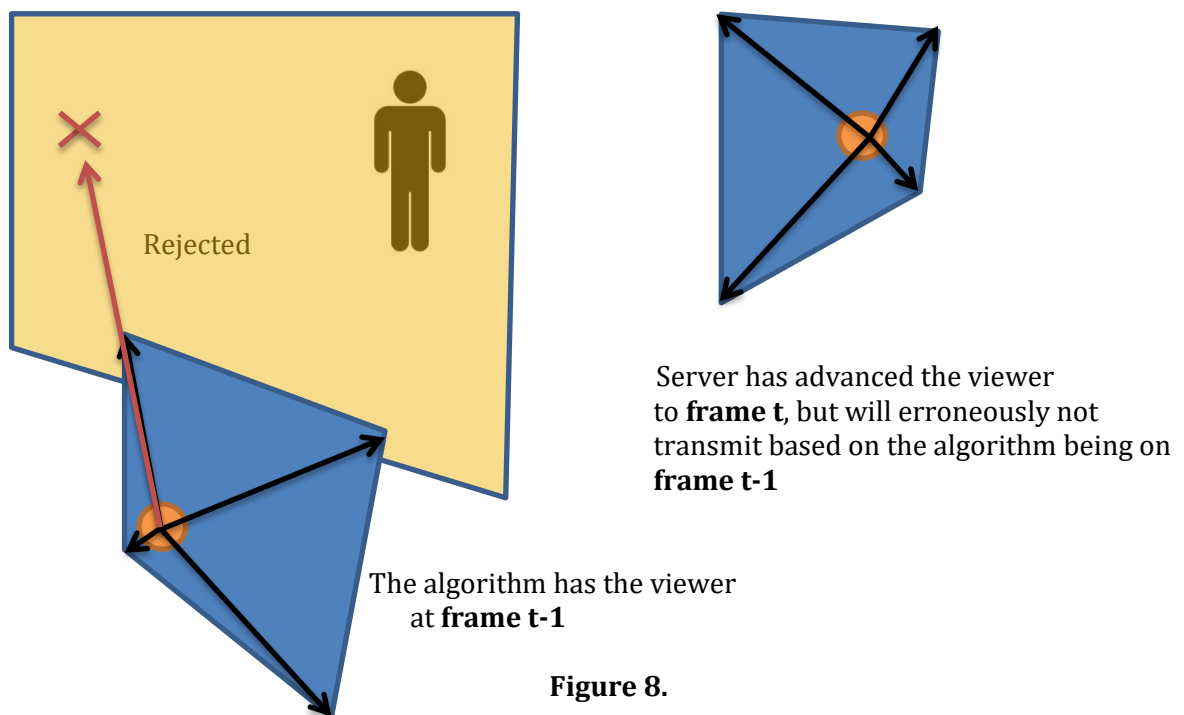 Rejected
Server has advanced the viewer
to frame t, but will erroneously not
transmit based on the algorithm being on
frame t-1
The algorithm has the viewer
at frame t-1
Figure 8.